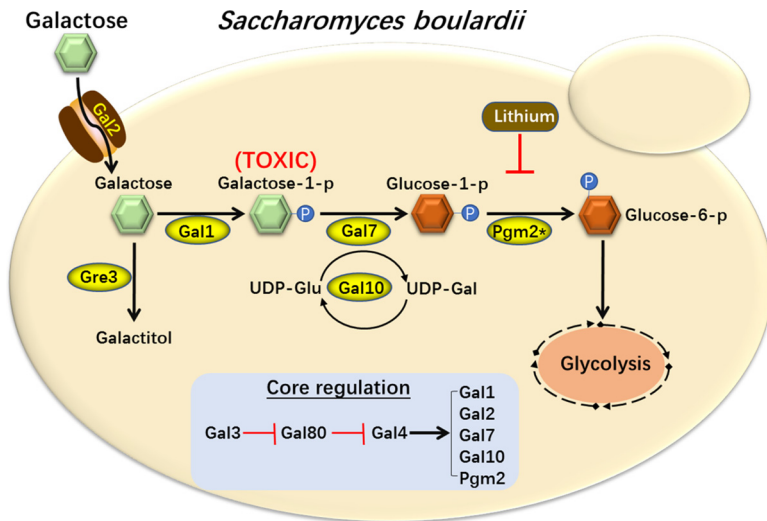 Saccharomyces boulardii
Galactose
Gal2
Lithium
(TOXIC)
Galactose
Galactose-1-p
Glucose-1-p
P
Glucose-6-p
P
P
Gal1
Gal7
Pgm2*
Gre3
UDP-Glu
Gal10
UDP-Gal
Galactitol
Glycolysis
Core regulation
Gal3
Gal80
Gal4
Gal1
Gal2
Gal7
Gal10
Pgm2